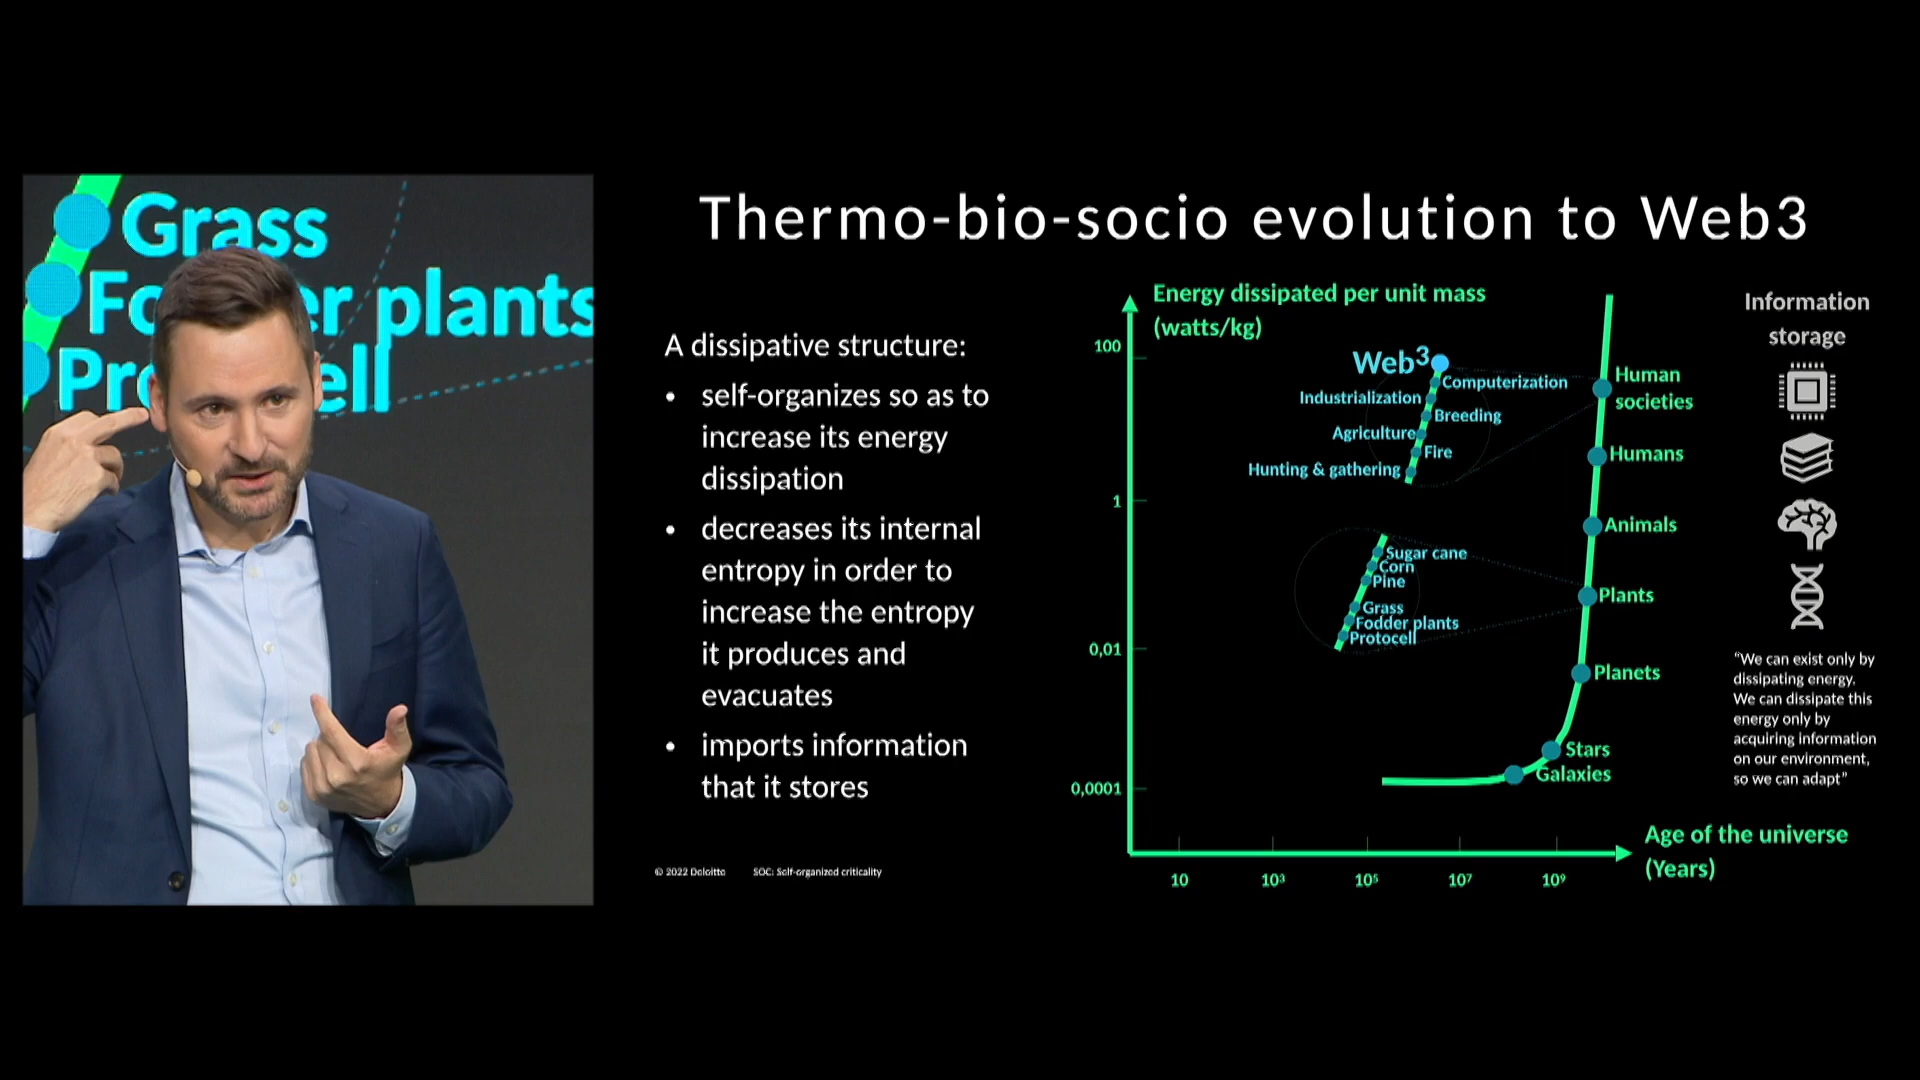 Grass
Fodder plants
Protocell
Thermo-bio-socio evolution to Web3
A dissipative structure:
• self-organizes so as to
increase its energy
dissipation
• decreases its internal
entropy in order to
increase the entropy
it produces and
evacuates
• imports information
that it stores
© 2022 Deloitte
SOC: Self-organized criticality
Energy dissipated per unit mass
(watts/kg)
100
1
0,01
0,0001
Web³
Computerization
Industrialization
Breeding
Agriculture
Fire
Hunting & gathering
Sugar cane
Corn
Pine
Grass
Fodder plants
Protocell
Human
societies
Humans
Animals
Plants
Planets
Stars
Galaxies
10
10³
10⁵
10⁷
10⁹
Age of the universe
(Years)
Information
storage
“We can exist only by
dissipating energy.
We can dissipate this
energy only by
acquiring information
on our environment,
so we can adapt”